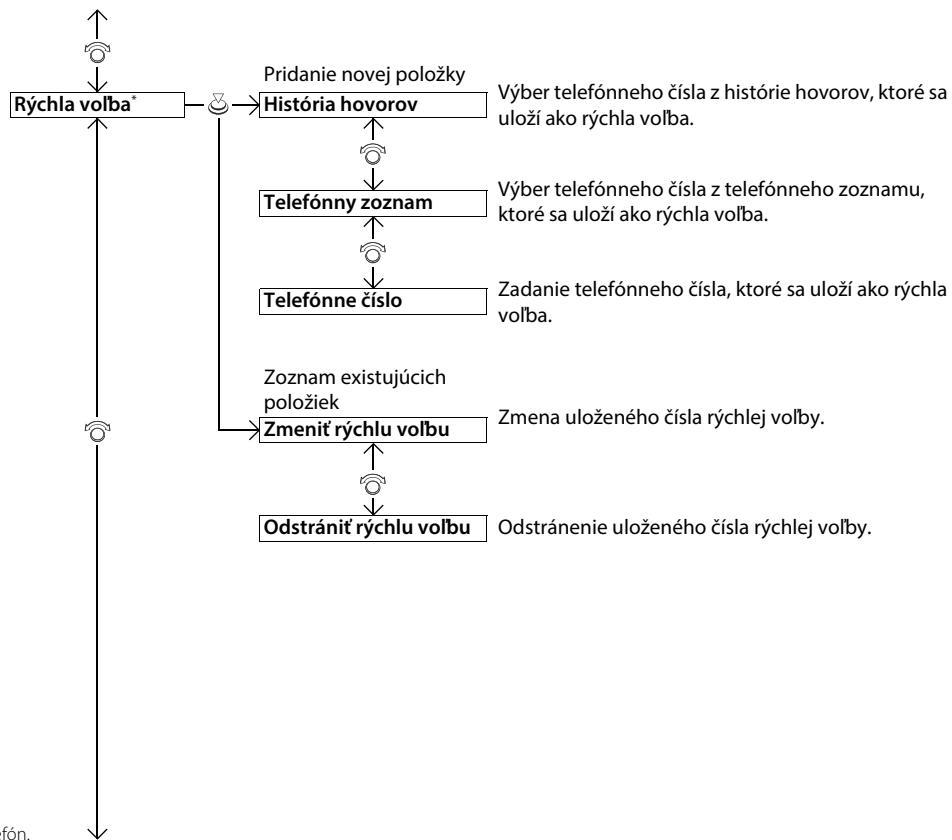 Pridanie novej položky
Rýchla voľba*
História hovorov
Výber telefónneho čísla z histórie hovorov, ktoré sa
uloží ako rýchla voľba.
Telefónny zoznam
Výber telefónneho čísla z telefónneho zoznamu,
ktoré sa uloží ako rýchla voľba.
Telefónne číslo
Zadanie telefónneho čísla, ktoré sa uloží ako rýchla
voľba.
Zoznam existujúcich
položiek
Zmeniť rýchlu voľbu
Zmena uloženého čísla rýchlej voľby.
Odstrániť rýchlu voľbu
Odstránenie uloženého čísla rýchlej voľby.